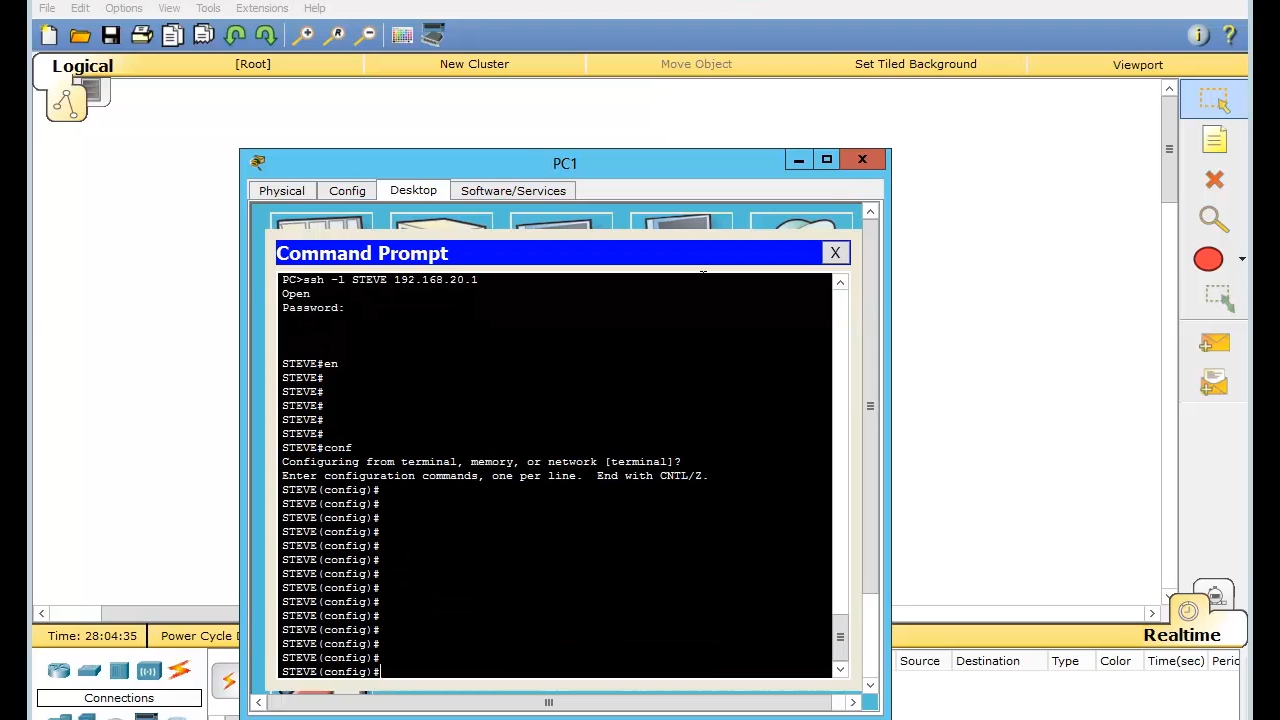 File Edit Options View Tools Extensions Help
Logical [Root] New Cluster Move Object Set Tiled Background Viewport
PC1
Physical Config Desktop Software/Services
Command Prompt X
PC>ssh -l STEVE 192.168.20.1
Open
Password:
STEVE#en
STEVE#
STEVE#
STEVE#
STEVE#
STEVE#
STEVE#conf
Configuring from terminal, memory, or network [terminal]?
Enter configuration commands, one per line.  End with CNTL/Z.
STEVE(config)#
STEVE(config)#
STEVE(config)#
STEVE(config)#
STEVE(config)#
STEVE(config)#
STEVE(config)#
STEVE(config)#
STEVE(config)#
STEVE(config)#
STEVE(config)#
STEVE(config)#
STEVE(config)#
STEVE(config)#
Time: 28:04:35 Power Cycle D Realtime
Source Destination Type Color Time(sec) Peric
Connections